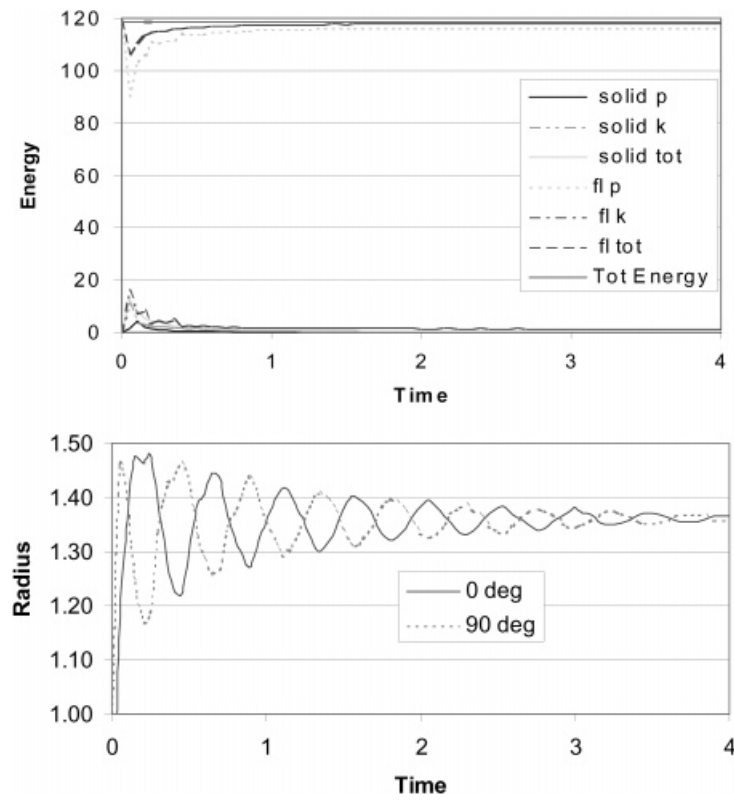 120
100
80
60
40
20
0
Energy
solid p
solid k
solid tot
fl p
fl k
fl tot
Tot Energy
0
1
2
3
4
Time
1.50
1.40
1.30
1.20
1.10
1.00
Radius
0 deg
90 deg
0
1
2
3
4
Time